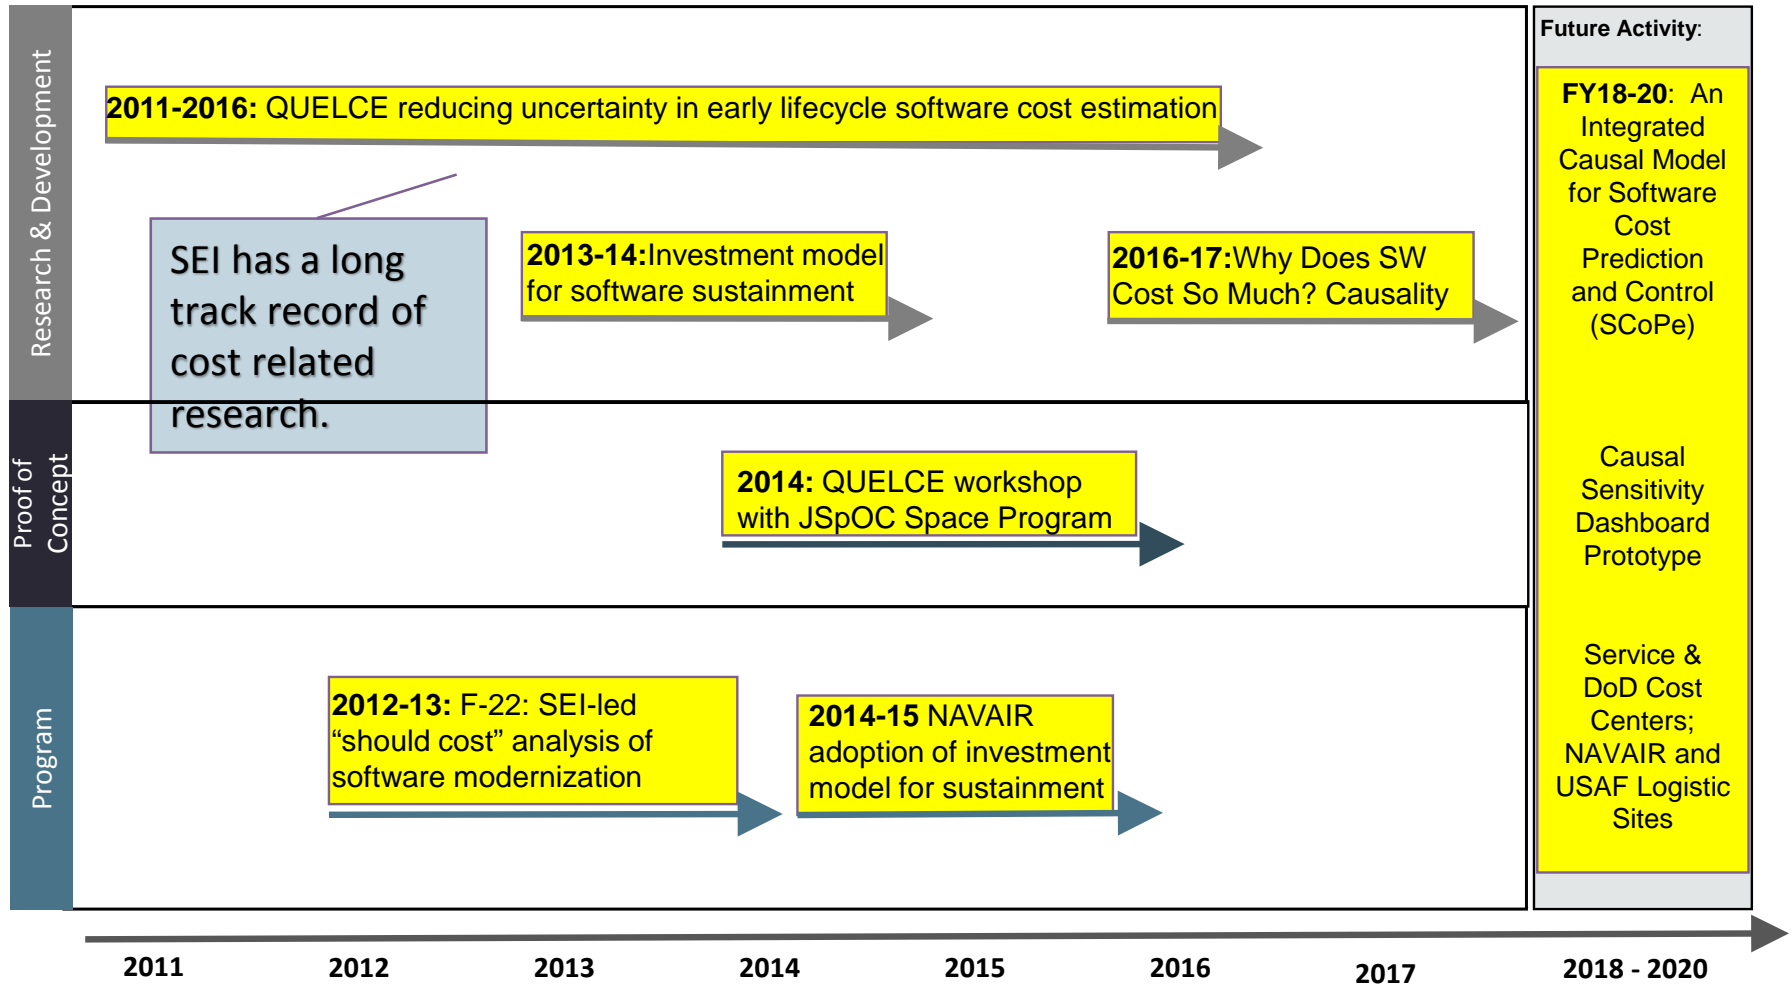 Research & Development
2011-2016: QUELCE reducing uncertainty in early lifecycle software cost estimation
SEI has a long
track record of
cost related
research.
2013-14:Investment model
for software sustainment
2016-17:Why Does SW
Cost So Much? Causality
Proof of
Concept
2014: QUELCE workshop
with JSpOC Space Program
Program
2012-13: F-22: SEI-led
“should cost” analysis of
software modernization
2014-15 NAVAIR
adoption of investment
model for sustainment
Future Activity:
FY18-20: An
Integrated
Causal Model
for Software
Cost
Prediction
and Control
(SCoPe)
Causal
Sensitivity
Dashboard
Prototype
Service &
DoD Cost
Centers;
NAVAIR and
USAF Logistic
Sites
2011
2012
2013
2014
2015
2016
2017
2018 - 2020